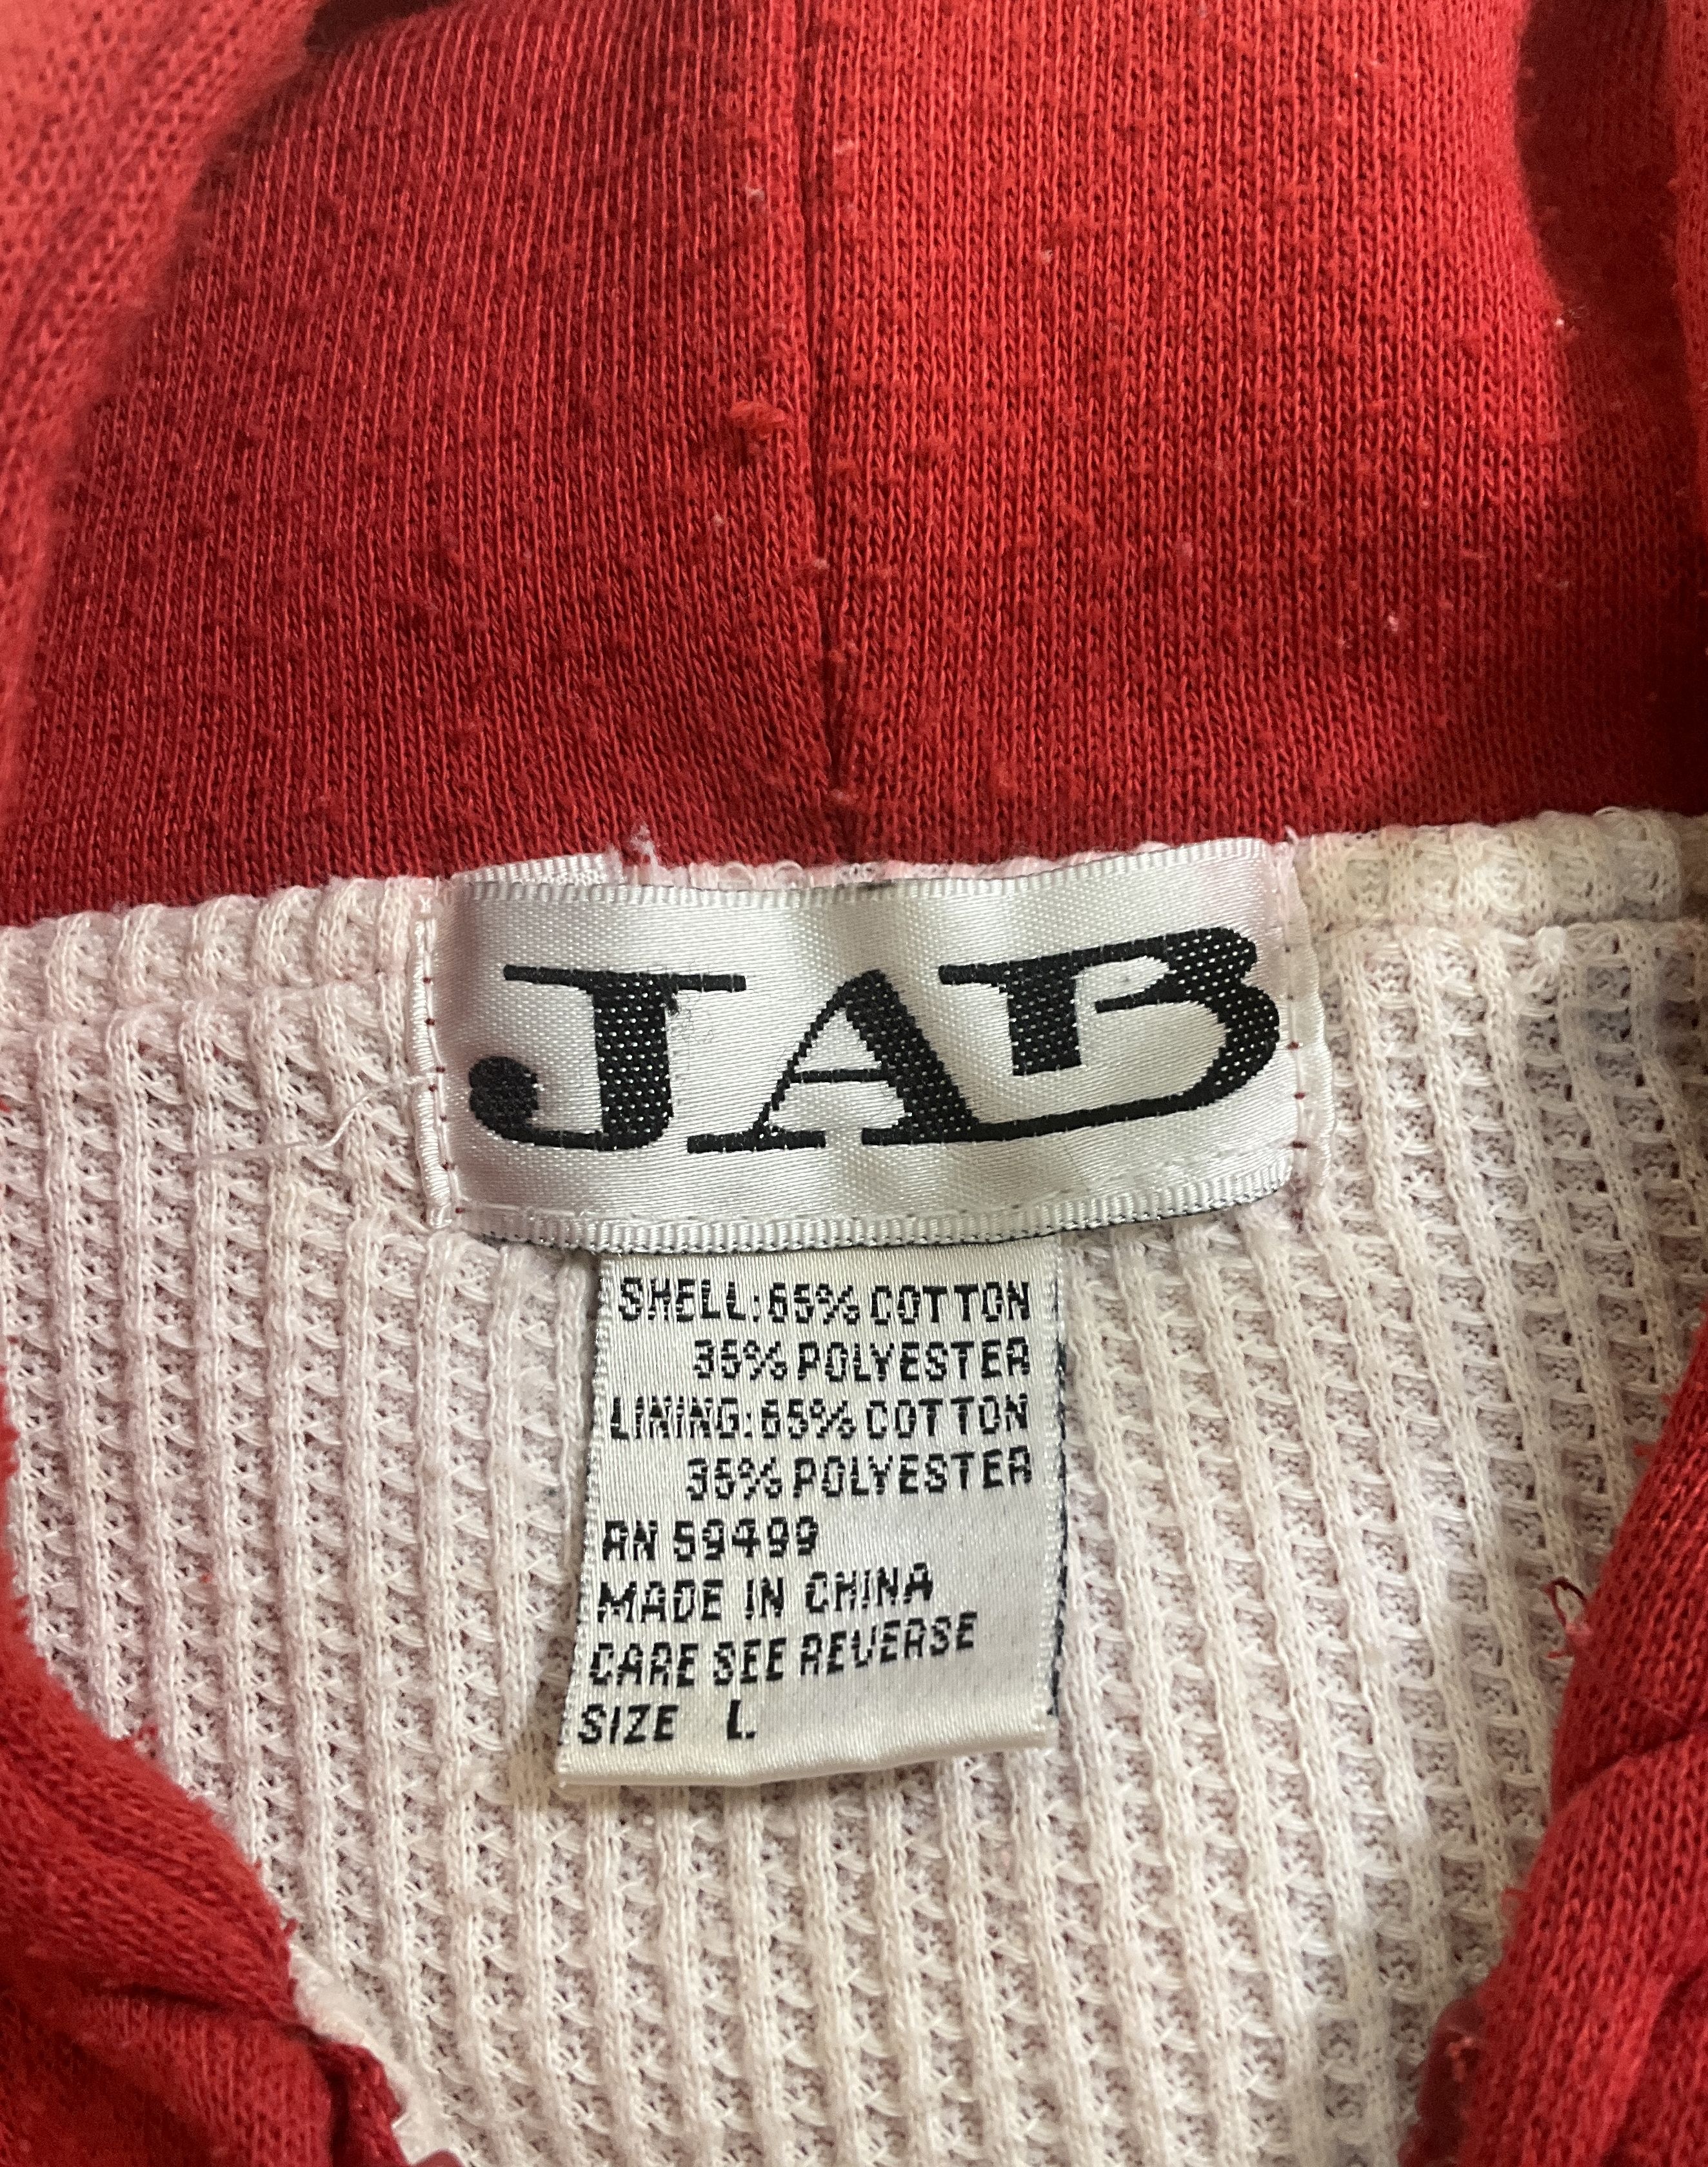 JAB
SHELL:65% COTTON
35% POLYESTER
LINING:65% COTTON
35% POLYESTER
RN 59499
MADE IN CHINA
CARE SEE REVERSE
SIZE L